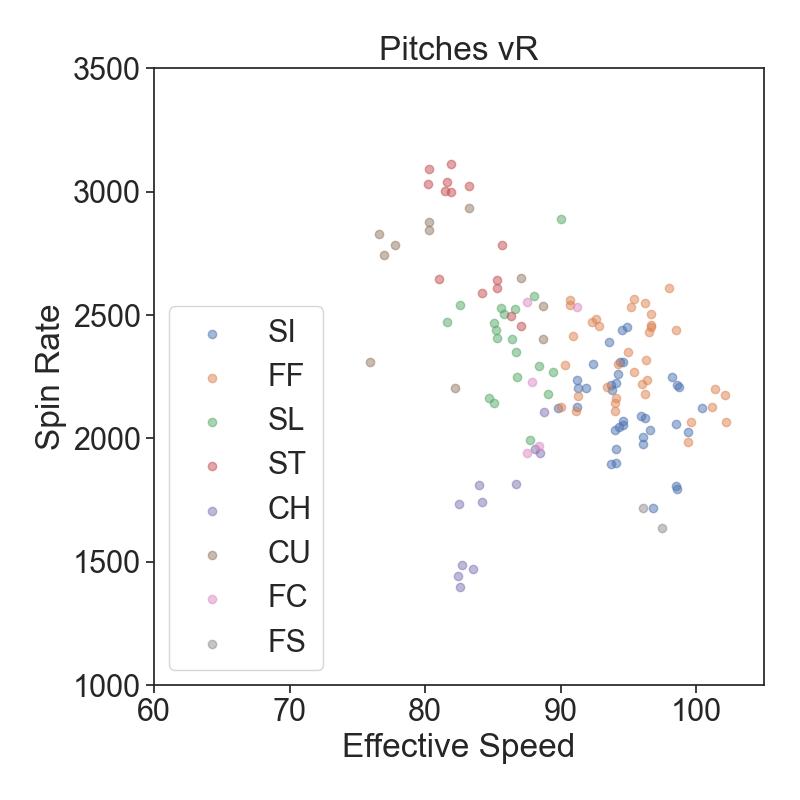 Pitches vR
3500
3000
2500
2000
1500
1000
Spin Rate
SI
FF
SL
ST
CH
CU
FC
FS
60 70 80 90 100
Effective Speed